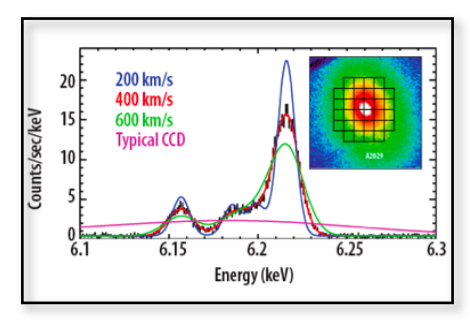 200 km/s
400 km/s
600 km/s
Typical CCD
A2029
Counts/sec/keV
20
15
10
5
0
6.1
6.15
6.2
6.25
6.3
Energy (keV)